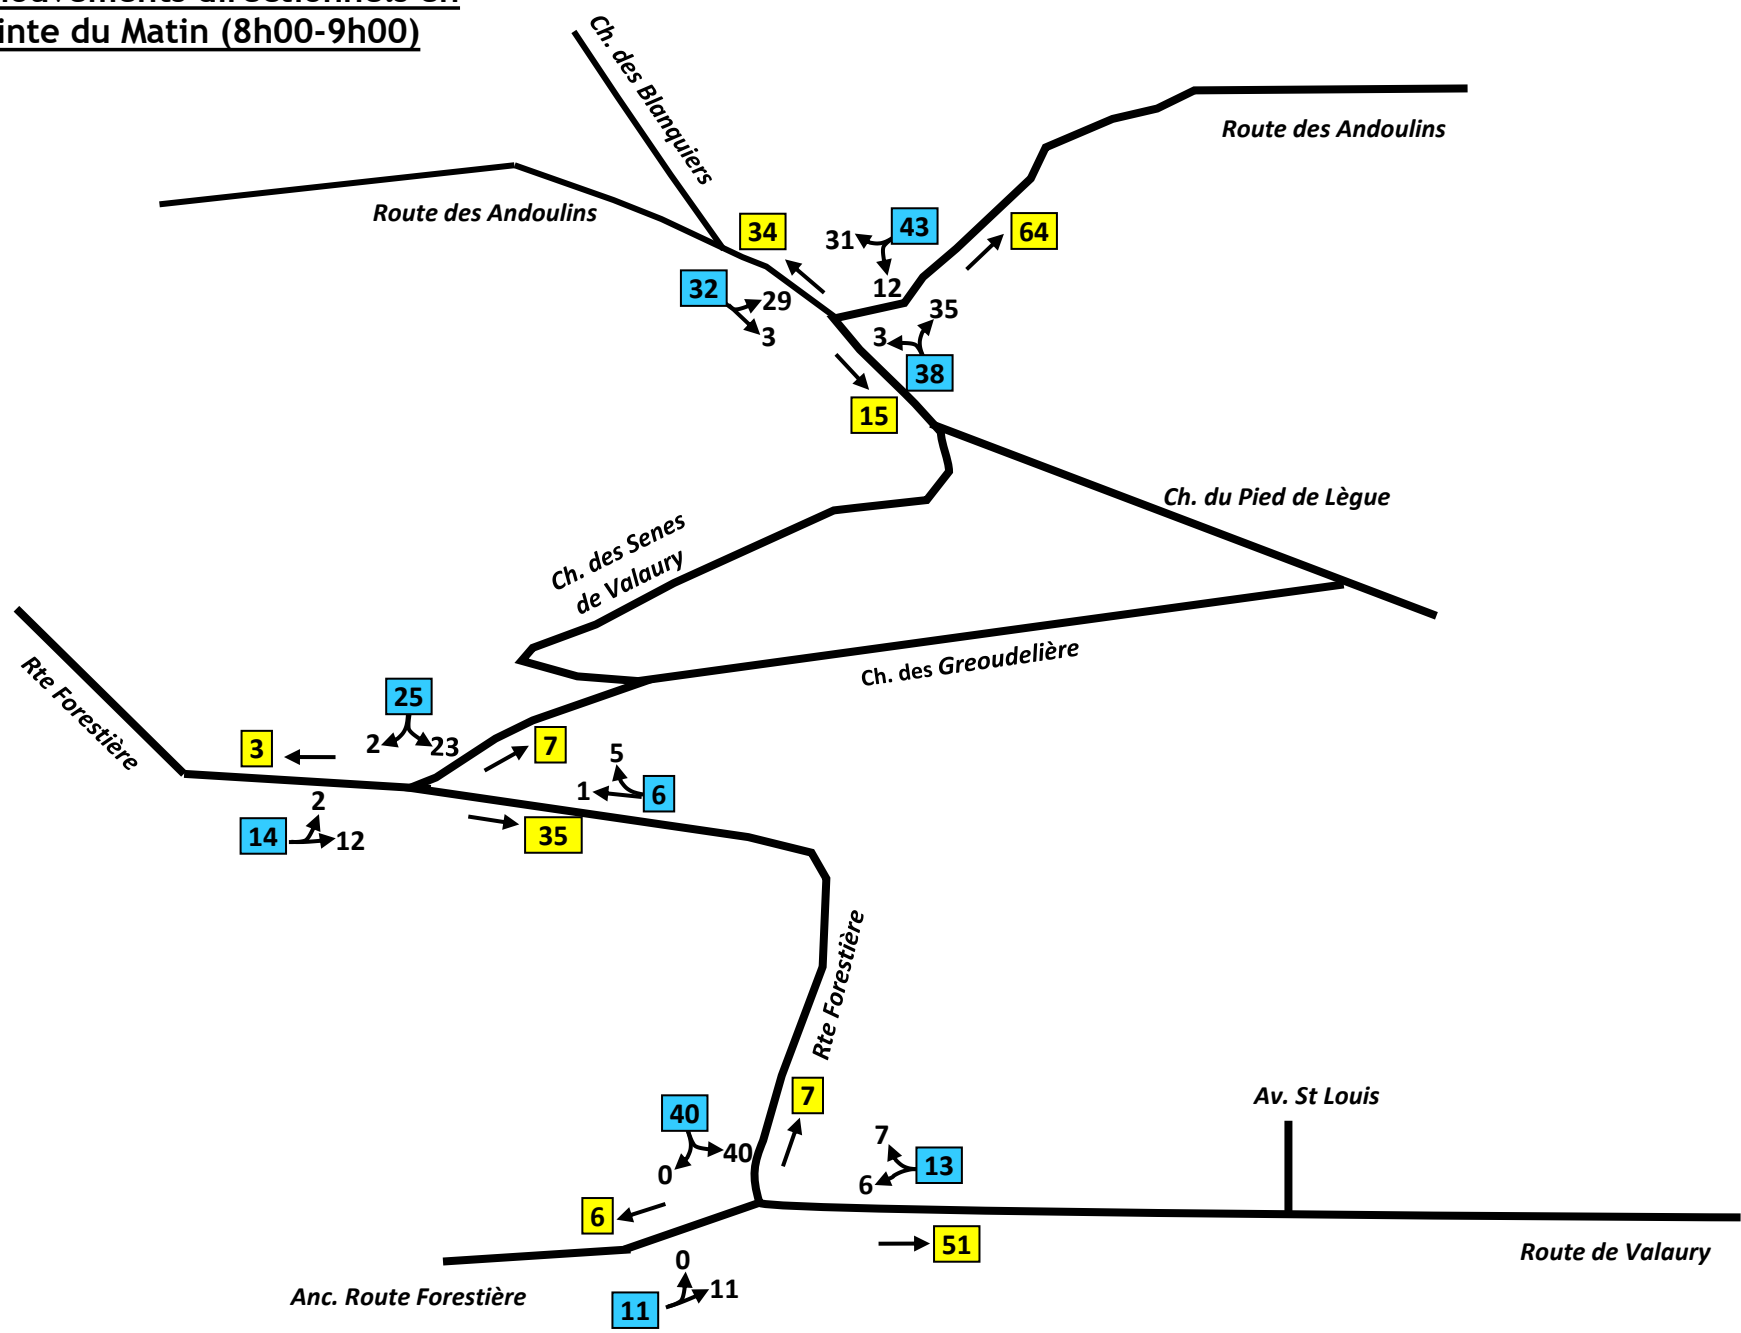 inte du Matin (8h00-9h00)
Ch. des Blanquiers
Route des Andoulins
Route des Andoulins
34
31
43
64
32
29
3
12
35
3
38
15
Ch. du Pied de Lègue
Ch. des Senes
de Valaury
Ch. des Greoudelière
Rte Forestière
25
2
23
3
7
5
1
6
2
14
12
35
Rte Forestière
40
40
0
7
7
13
6
Av. St Louis
6
51
Route de Valaury
0
11
11
Anc. Route Forestière